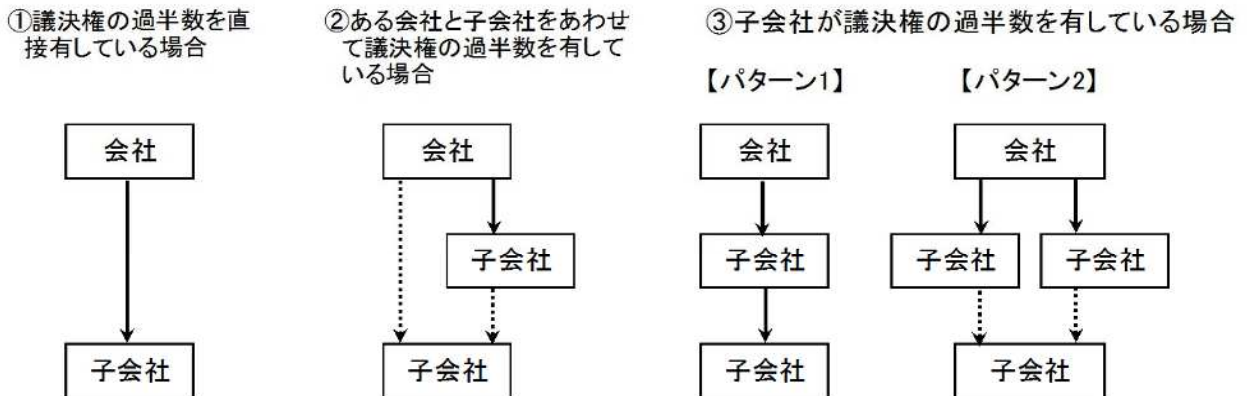 ①議決権の過半数を直
接有している場合
②ある会社と子会社をあわせ
て議決権の過半数を有して
いる場合
③子会社が議決権の過半数を有している場合
【パターン1】
【パターン2】
会社
子会社
会社
子会社
子会社
会社
子会社
子会社
会社
子会社
子会社
子会社